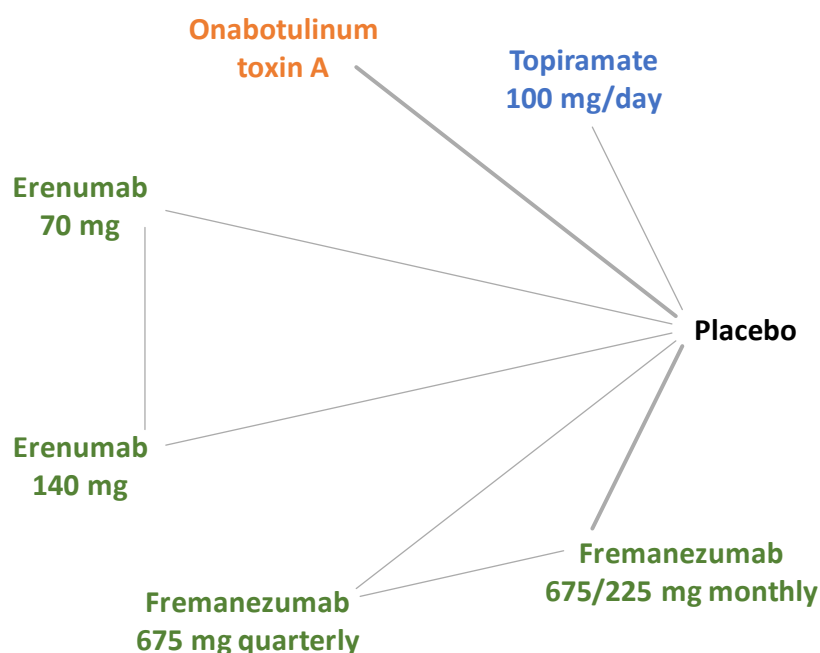 Onabotulinum
toxin A
Topiramate
100 mg/day
Erenumab
70 mg
Placebo
Erenumab
140 mg
Fremanezumab
675/225 mg monthly
Fremanezumab
675 mg quarterly